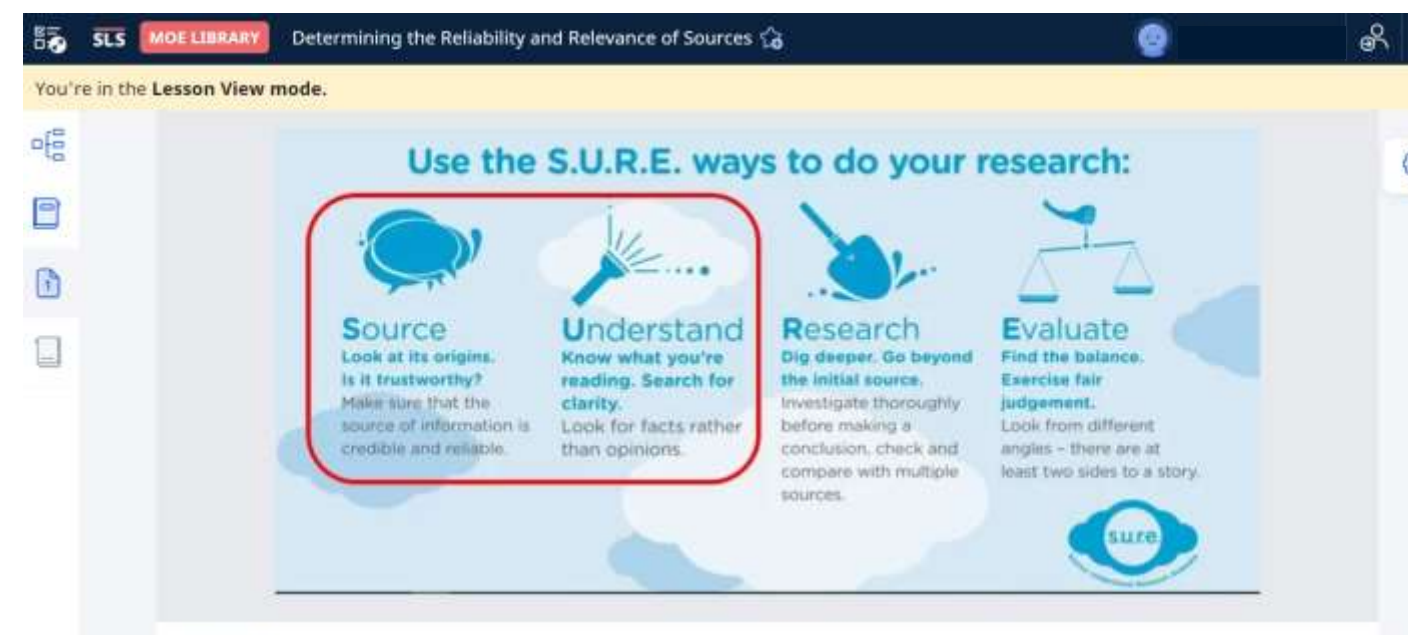 SLS MOE LIBRARY Determining the Reliability and Relevance of Sources
You're in the Lesson View mode.
Use the S.U.R.E. ways to do your research:
Source
Look at its origins.
Is it trustworthy?
Make sure that the
source of information is
credible and reliable.
Understand
Know what you're
reading. Search for
clarity.
Look for facts rather
than opinions.
Research
Dig deeper. Go beyond
the initial source.
Investigate thoroughly
before making a
conclusion, check and
compare with multiple
sources.
Evaluate
Find the balance.
Exercise fair
judgement.
Look from different
angles – there are at
least two sides to a story.
s.u.re